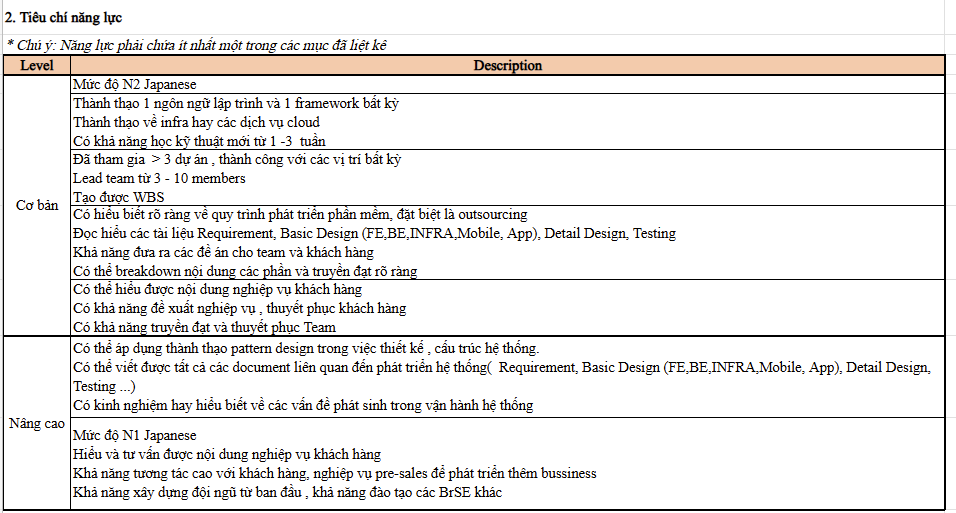 2. Tiêu chí năng lực
* Chú ý: Năng lực phải chứa ít nhất một trong các mục đã liệt kê
Level Description
Mức độ N2 Japanese
Thành thạo 1 ngôn ngữ lập trình và 1 framework bất kỳ
Thành thạo về infra hay các dịch vụ cloud
Có khả năng học kỹ thuật mới từ 1 -3 tuần
Đã tham gia > 3 dự án , thành công với các vị trí bất kỳ
Lead team từ 3 - 10 members
Tạo được WBS
Cơ bản
Có hiểu biết rõ ràng về quy trình phát triển phần mềm, đặt biệt là outsourcing
Đọc hiểu các tài liệu Requirement, Basic Design (FE,BE,INFRA,Mobile, App), Detail Design, Testing
Khả năng đưa ra các đề án cho team và khách hàng
Có thể breakdown nội dung các phần và truyền đạt rõ ràng
Có thể hiểu được nội dung nghiệp vụ khách hàng
Có khả năng đề xuất nghiệp vụ , thuyết phục khách hàng
Có khả năng truyền đạt và thuyết phục Team
Có thể áp dụng thành thạo pattern design trong việc thiết kế , cấu trúc hệ thống.
Có thể viết được tất cả các document liên quan đến phát triển hệ thống( Requirement, Basic Design (FE,BE,INFRA,Mobile, App), Detail Design,
Testing ...)
Có kinh nghiệm hay hiểu biết về các vấn đề phát sinh trong vận hành hệ thống
Nâng cao
Mức độ N1 Japanese
Hiểu và tư vấn được nội dung nghiệp vụ khách hàng
Khả năng tương tác cao với khách hàng, nghiệp vụ pre-sales để phát triển thêm bussiness
Khả năng xây dựng đội ngũ từ ban đầu , khả năng đào tạo các BrSE khác